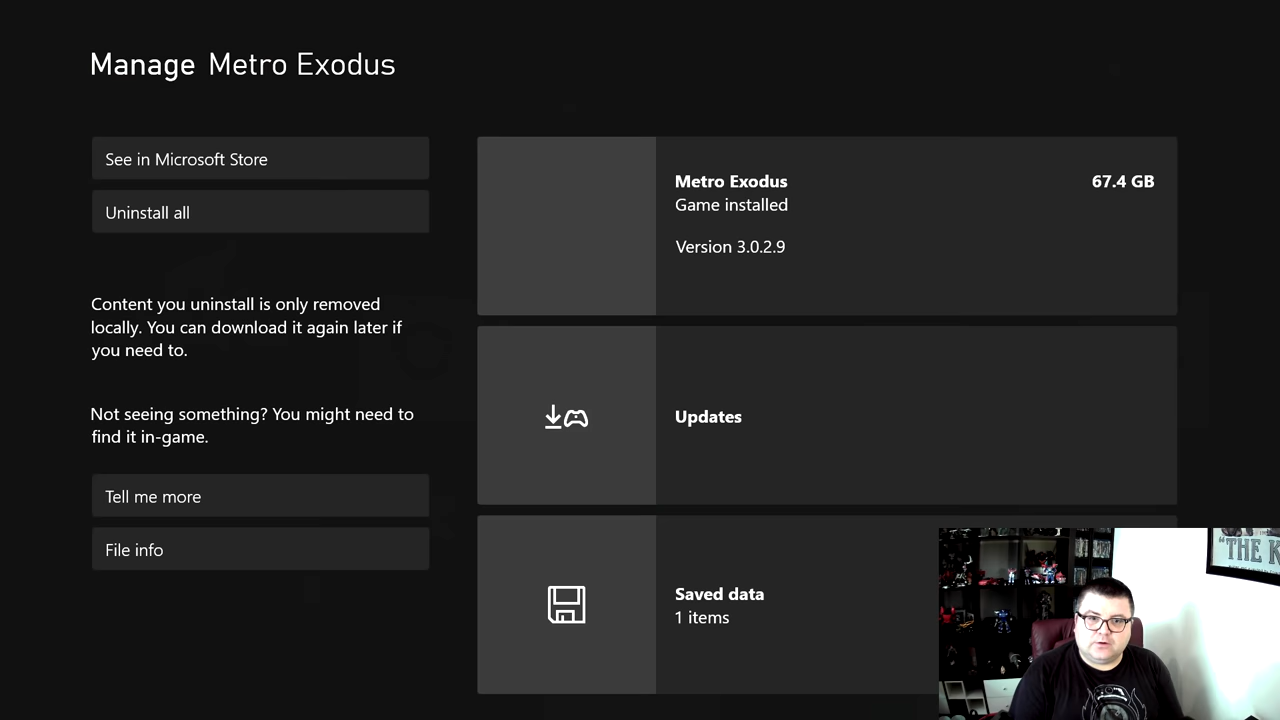 Manage Metro Exodus
See in Microsoft Store
Uninstall all
Content you uninstall is only removed
locally. You can download it again later if
you need to.
Not seeing something? You might need to
find it in-game.
Tell me more
File info
Metro Exodus
67.4 GB
Game installed
Version 3.0.2.9
Updates
Saved data
1 items
"THE K